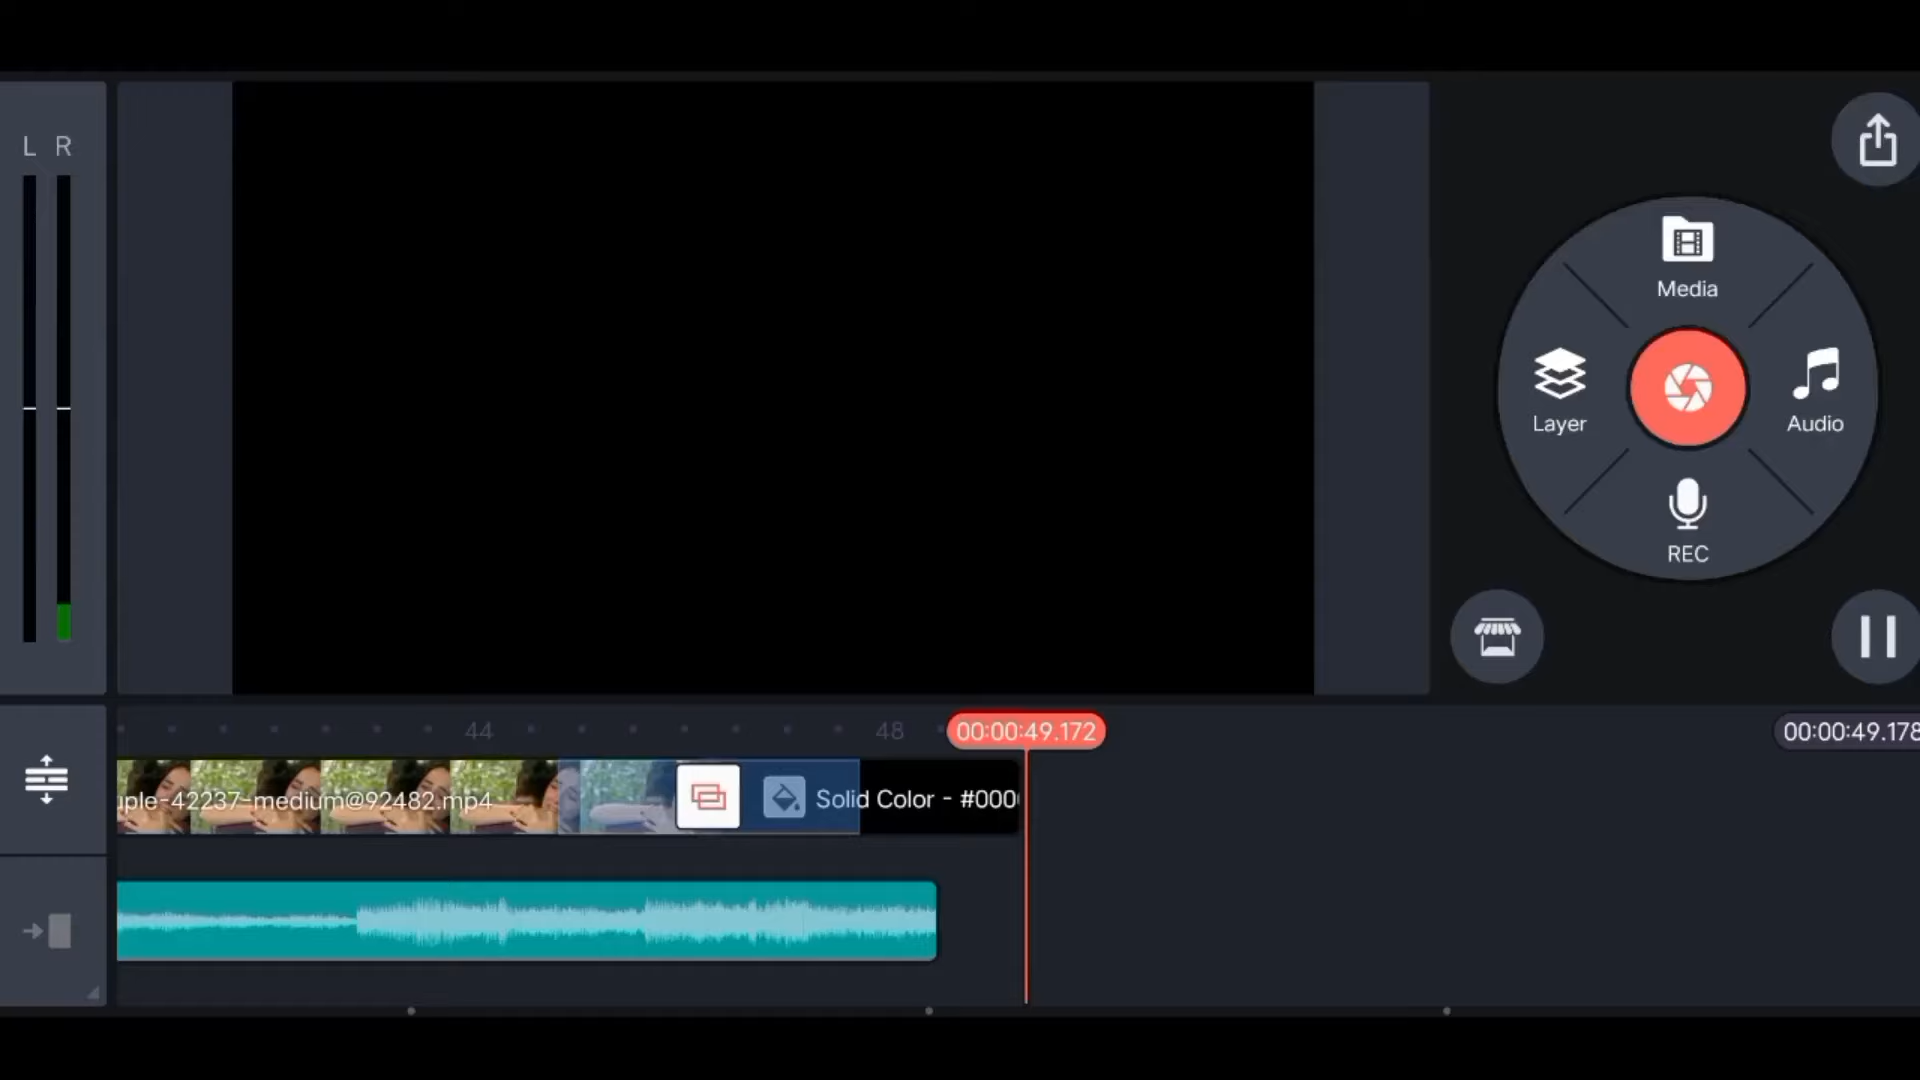 L R
Media
Layer
Audio
REC
44
48
00:00:49.172
00:00:49.178
uple-42237-medium@92482.mp4
Solid Color - #000